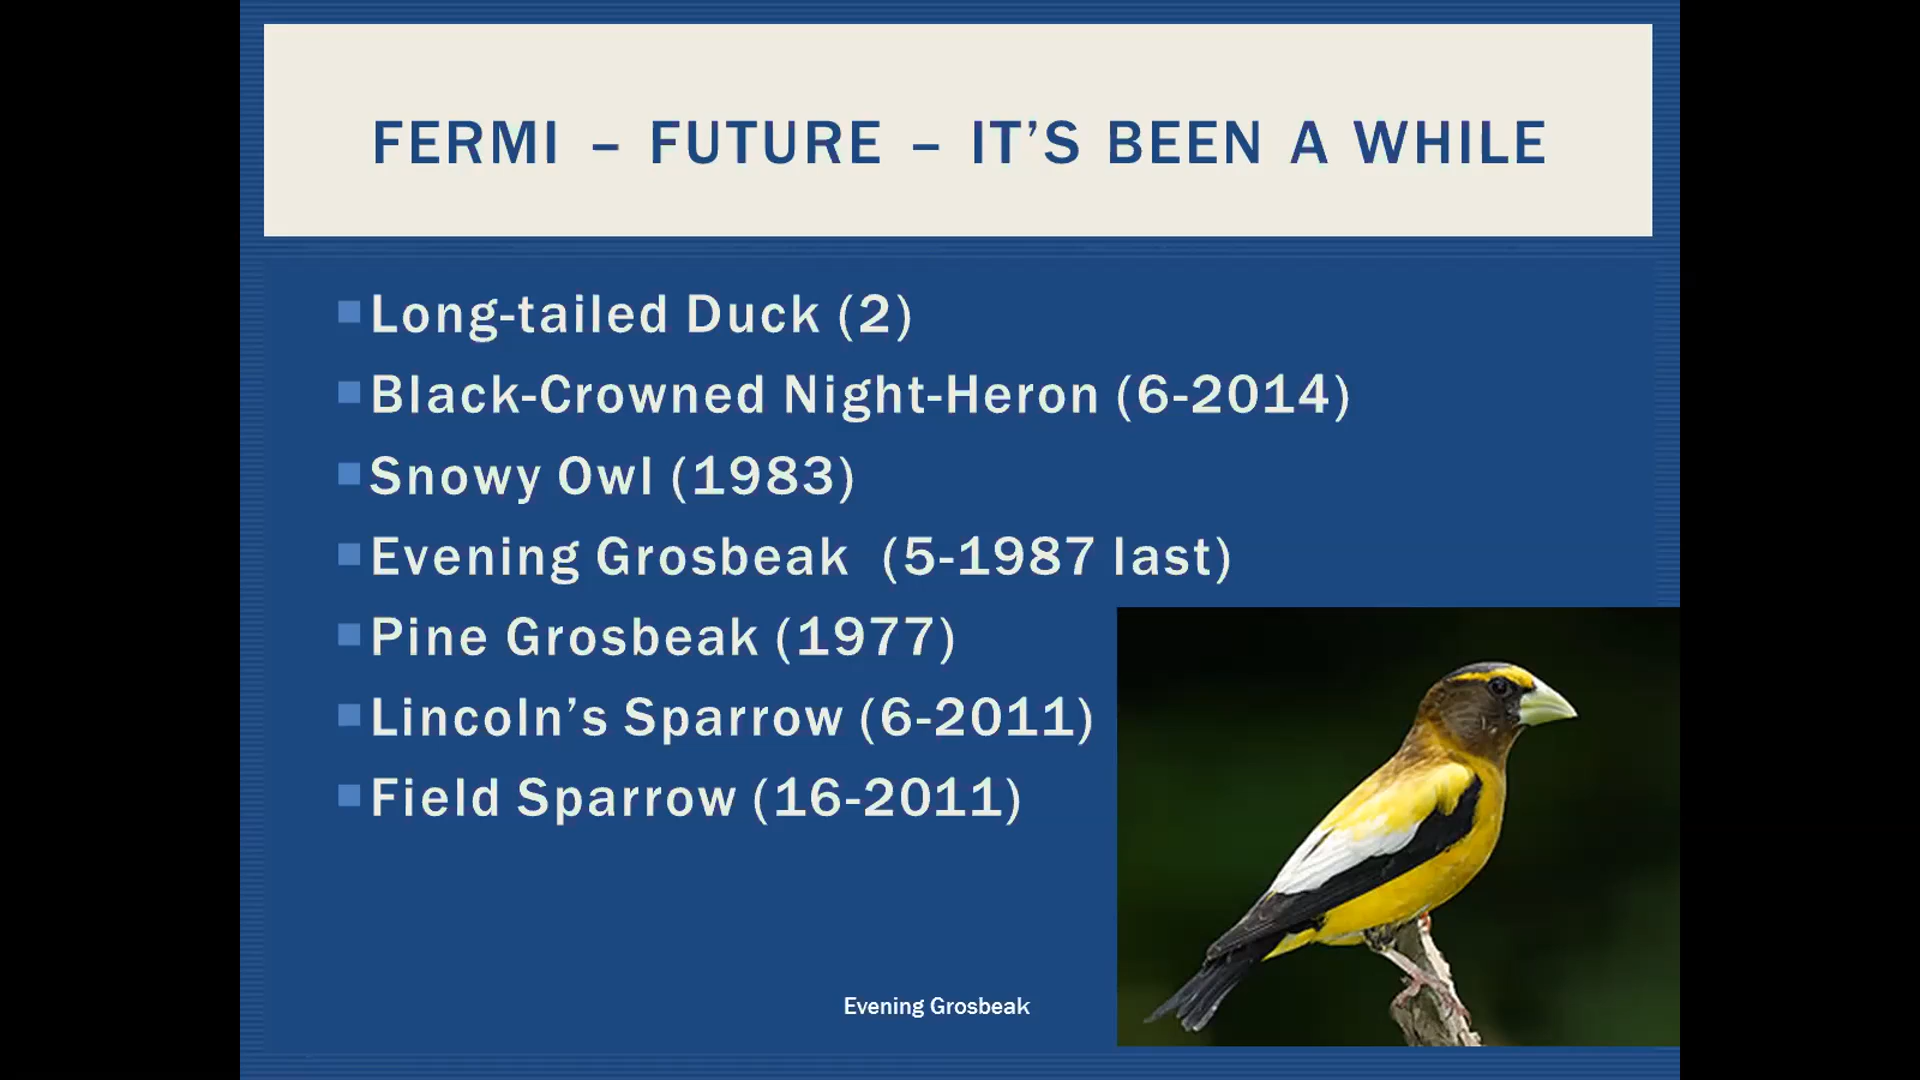 FERMI – FUTURE – IT’S BEEN A WHILE
Long-tailed Duck (2)
Black-Crowned Night-Heron (6-2014)
Snowy Owl (1983)
Evening Grosbeak (5-1987 last)
Pine Grosbeak (1977)
Lincoln’s Sparrow (6-2011)
Field Sparrow (16-2011)
Evening Grosbeak